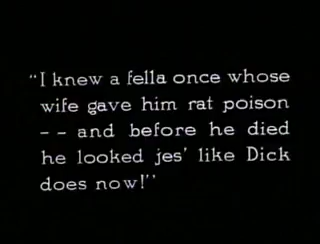 "I knew a fella once whose
wife gave him rat poison
-- and before he died
he looked jes' like Dick
does now!"